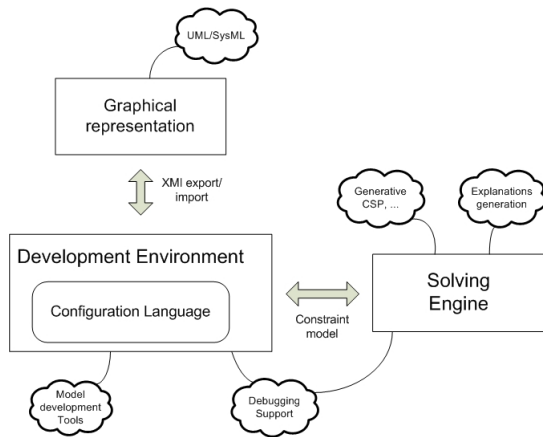 UML/SysML
Graphical
representation
XMI export/
import
Generative
CSP, ...
Explanations
generation
Development Environment
Configuration Language
Constraint
model
Solving
Engine
Model
development
Tools
Debugging
Support